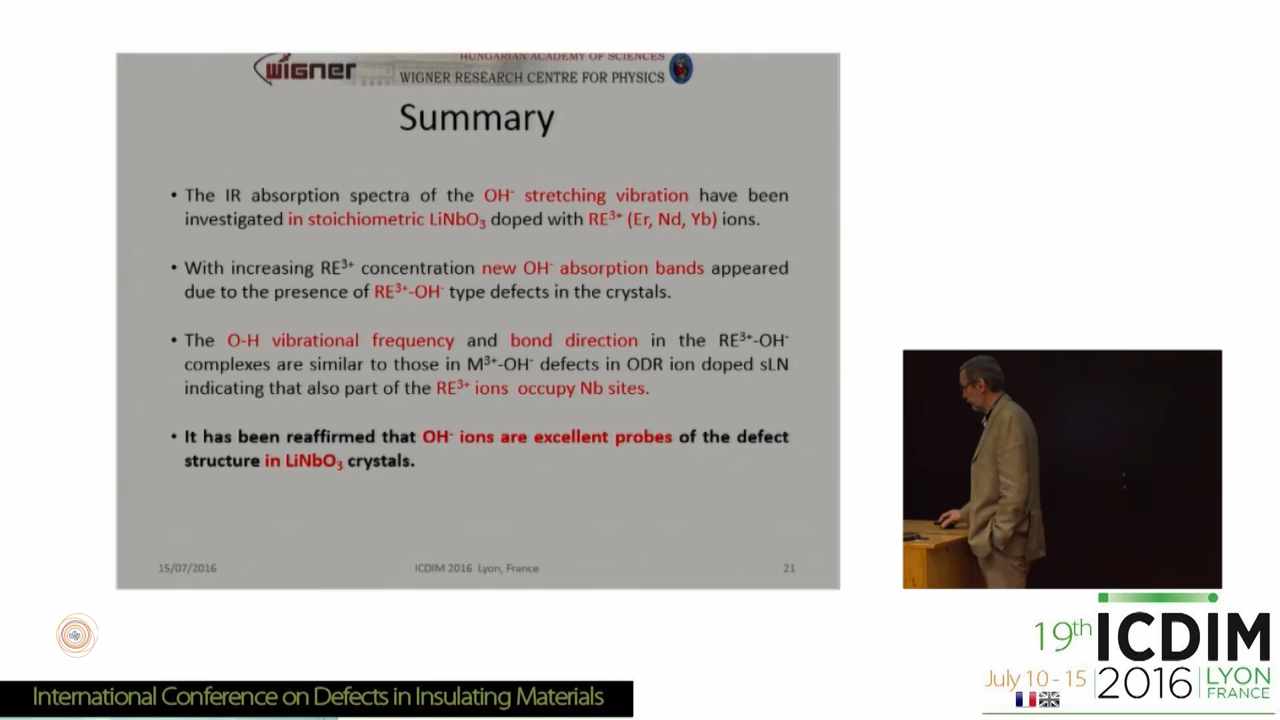 HUNGARIAN ACADEMY OF SCIENCES
wigner
WIGNER RESEARCH CENTRE FOR PHYSICS
Summary
• The IR absorption spectra of the OH⁻ stretching vibration have been
investigated in stoichiometric LiNbO₃ doped with RE³⁺ (Er, Nd, Yb) ions.
• With increasing RE³⁺ concentration new OH⁻ absorption bands appeared
due to the presence of RE³⁺-OH⁻ type defects in the crystals.
• The O-H vibrational frequency and bond direction in the RE³⁺-OH⁻
complexes are similar to those in M³⁺-OH⁻ defects in ODR ion doped sLN
indicating that also part of the RE³⁺ ions occupy Nb sites.
• It has been reaffirmed that OH⁻ ions are excellent probes of the defect
structure in LiNbO₃ crystals.
15/07/2016
ICDIM 2016 Lyon, France
21
19th ICDIM
July 10 - 15 2016 LYON
FRANCE
International Conference on Defects in Insulating Materials